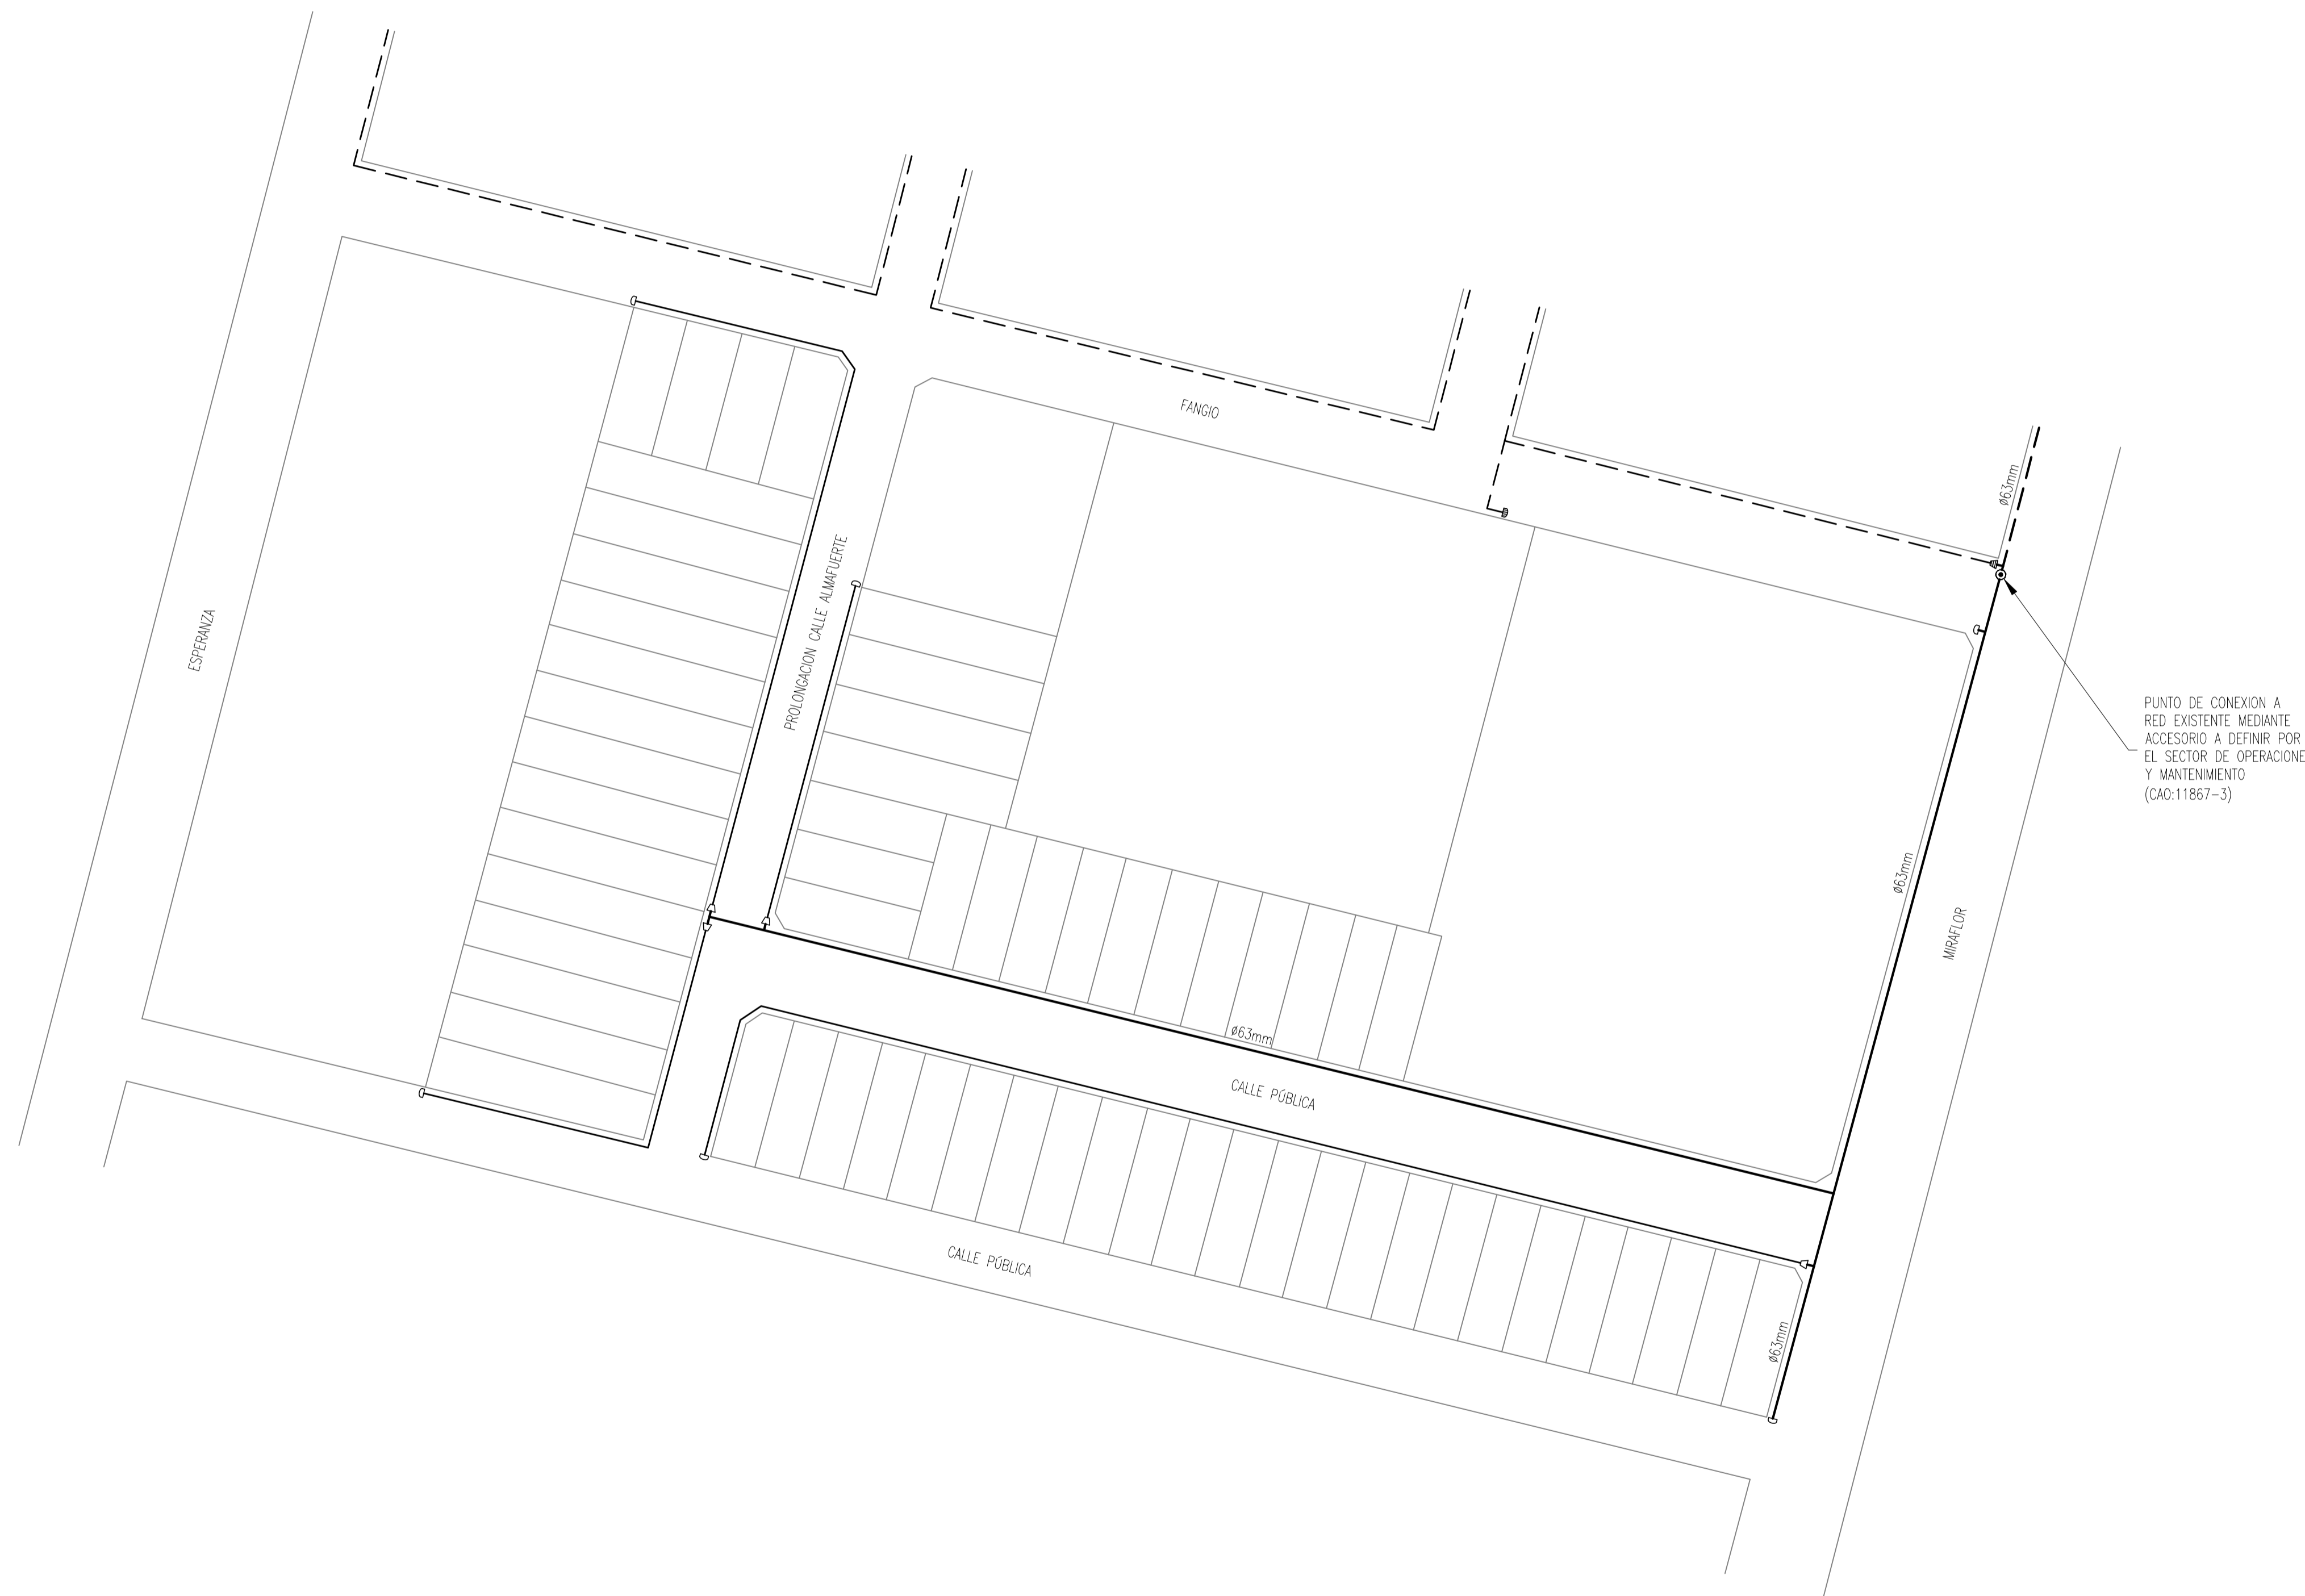 FANGIO
Ø63mm
PROLONGACION CALLE ALMAFUERTE
ESPERANZA
PUNTO DE CONEXION A
RED EXISTENTE MEDIANTE
ACCESORIO A DEFINIR POR
EL SECTOR DE OPERACIONE
Y MANTENIMIENTO
(CAO:11867-3)
Ø63mm
MIRAFLOR
Ø63mm
CALLE PÚBLICA
CALLE PÚBLICA
Ø63mm